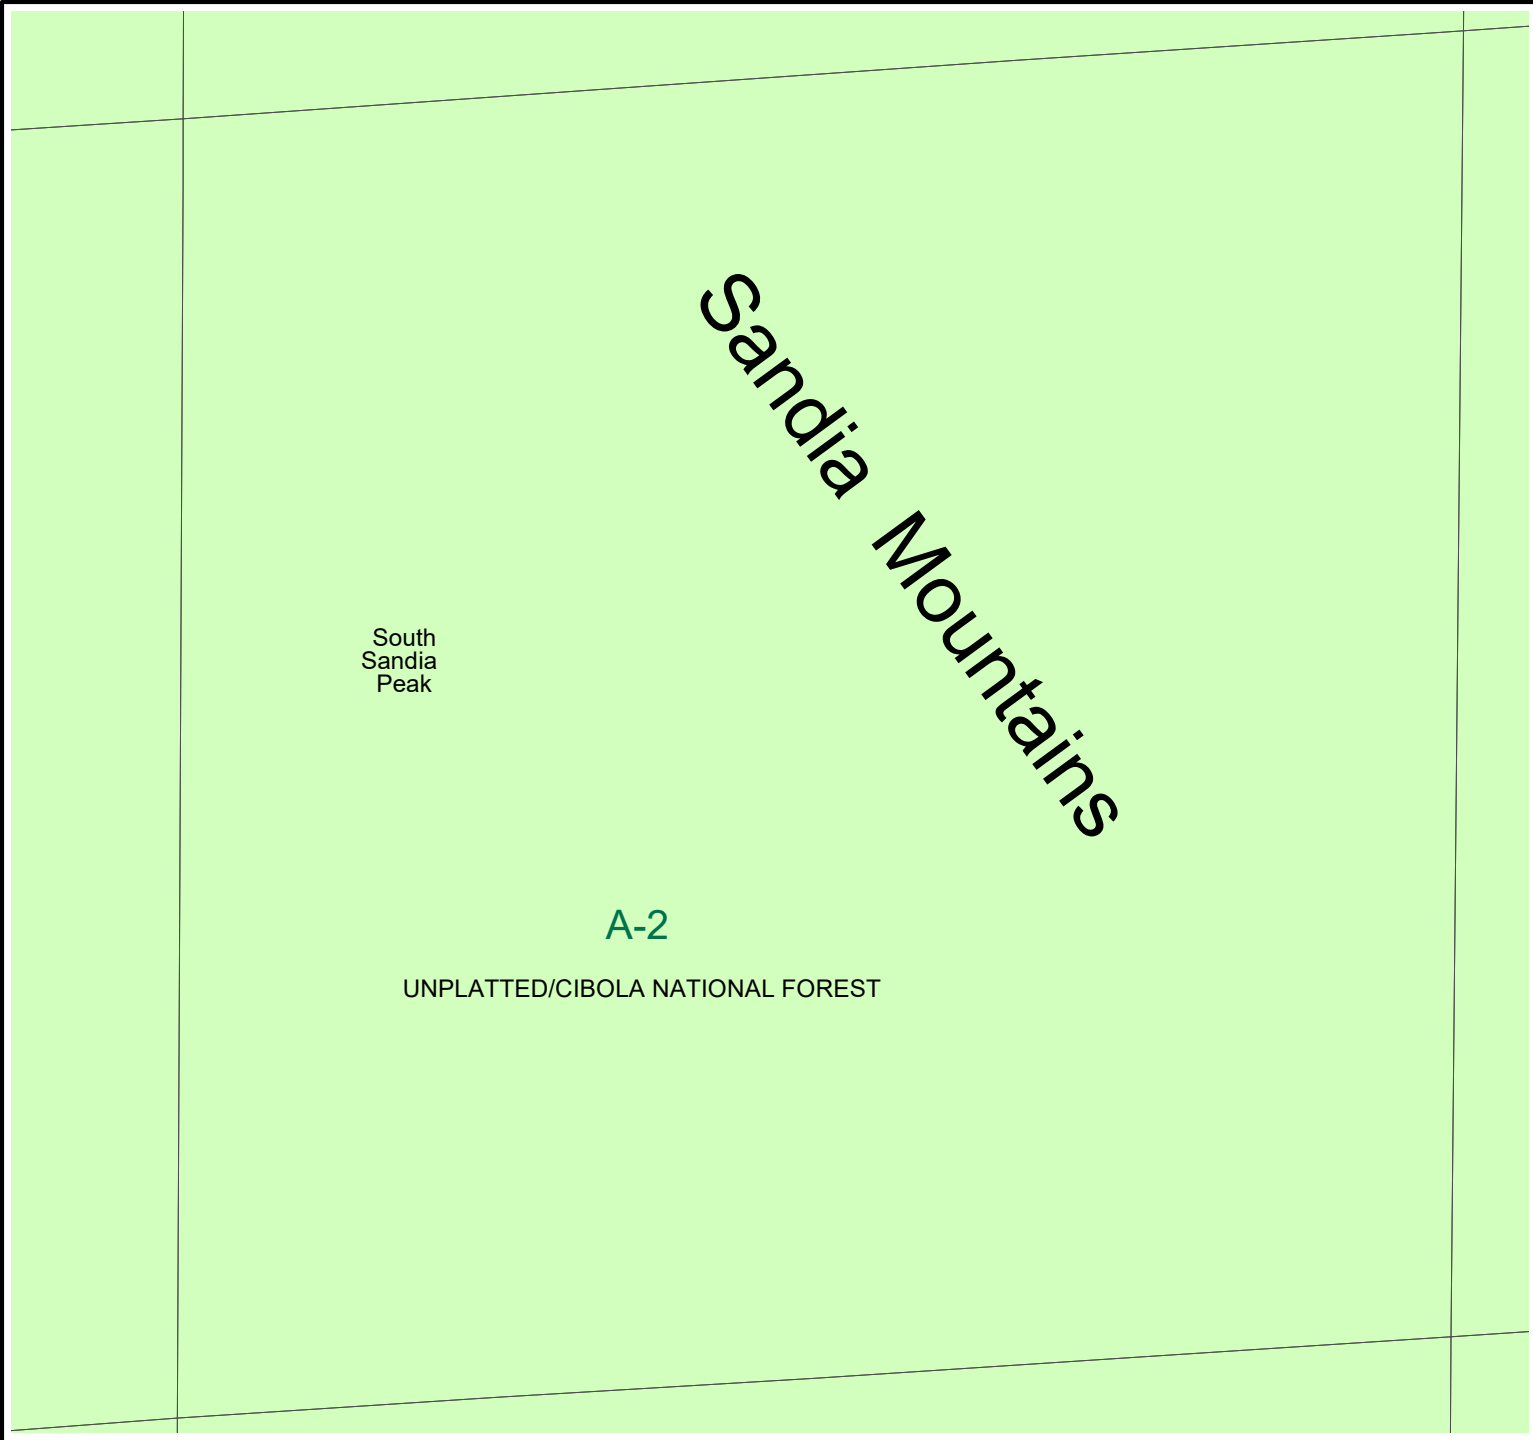 Sandia Mountains
South
Sandia
Peak
A-2
UNPLATTED/CIBOLA NATIONAL FOREST